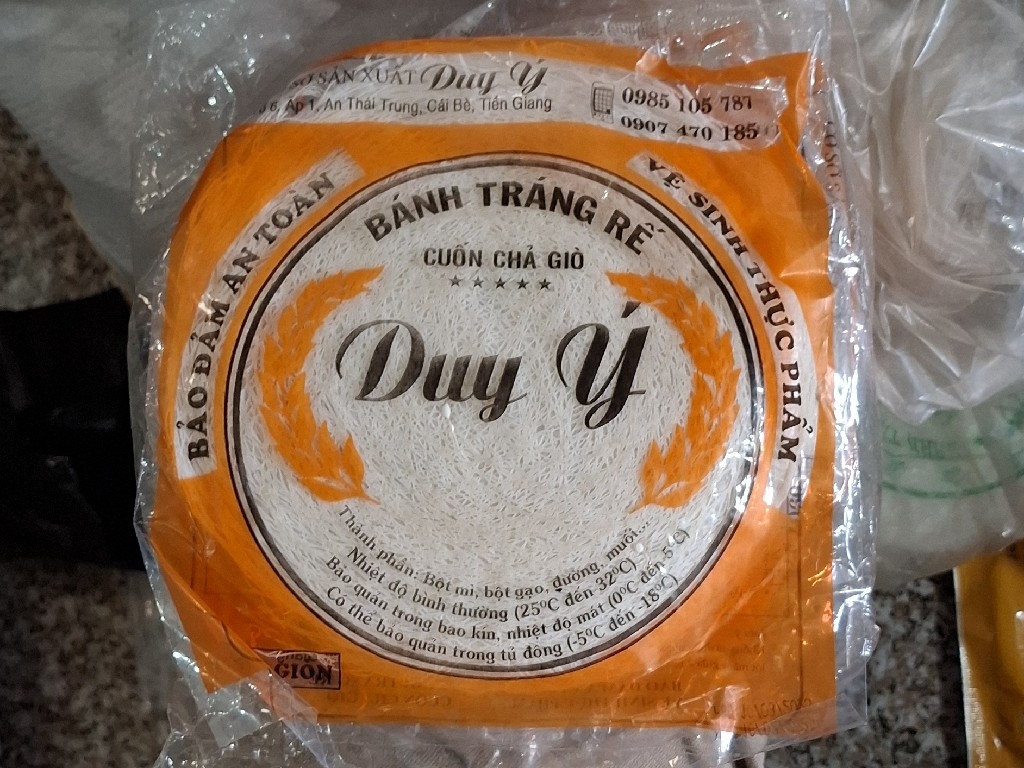 SỞ SẢN XUẤT Duy Ý
6, Ấp 1, An Thái Trung, Cái Bè, Tiền Giang
0985 105 787
0907 470 185
BẢO ĐẢM AN TOÀN
VỆ SINH THỰC PHẨM
BÁNH TRÁNG RẾ
CUỐN CHẢ GIÒ
Duy Ý
Thành phần: Bột mì, bột gạo, đường, muối...
Nhiệt độ bình thường (25°C đến 32°C)
Bảo quản trong bao kín, nhiệt độ mát (0°C đến -5°C)
Có thể bảo quản trong tủ đông (-5°C đến -18°C)
GIÒN